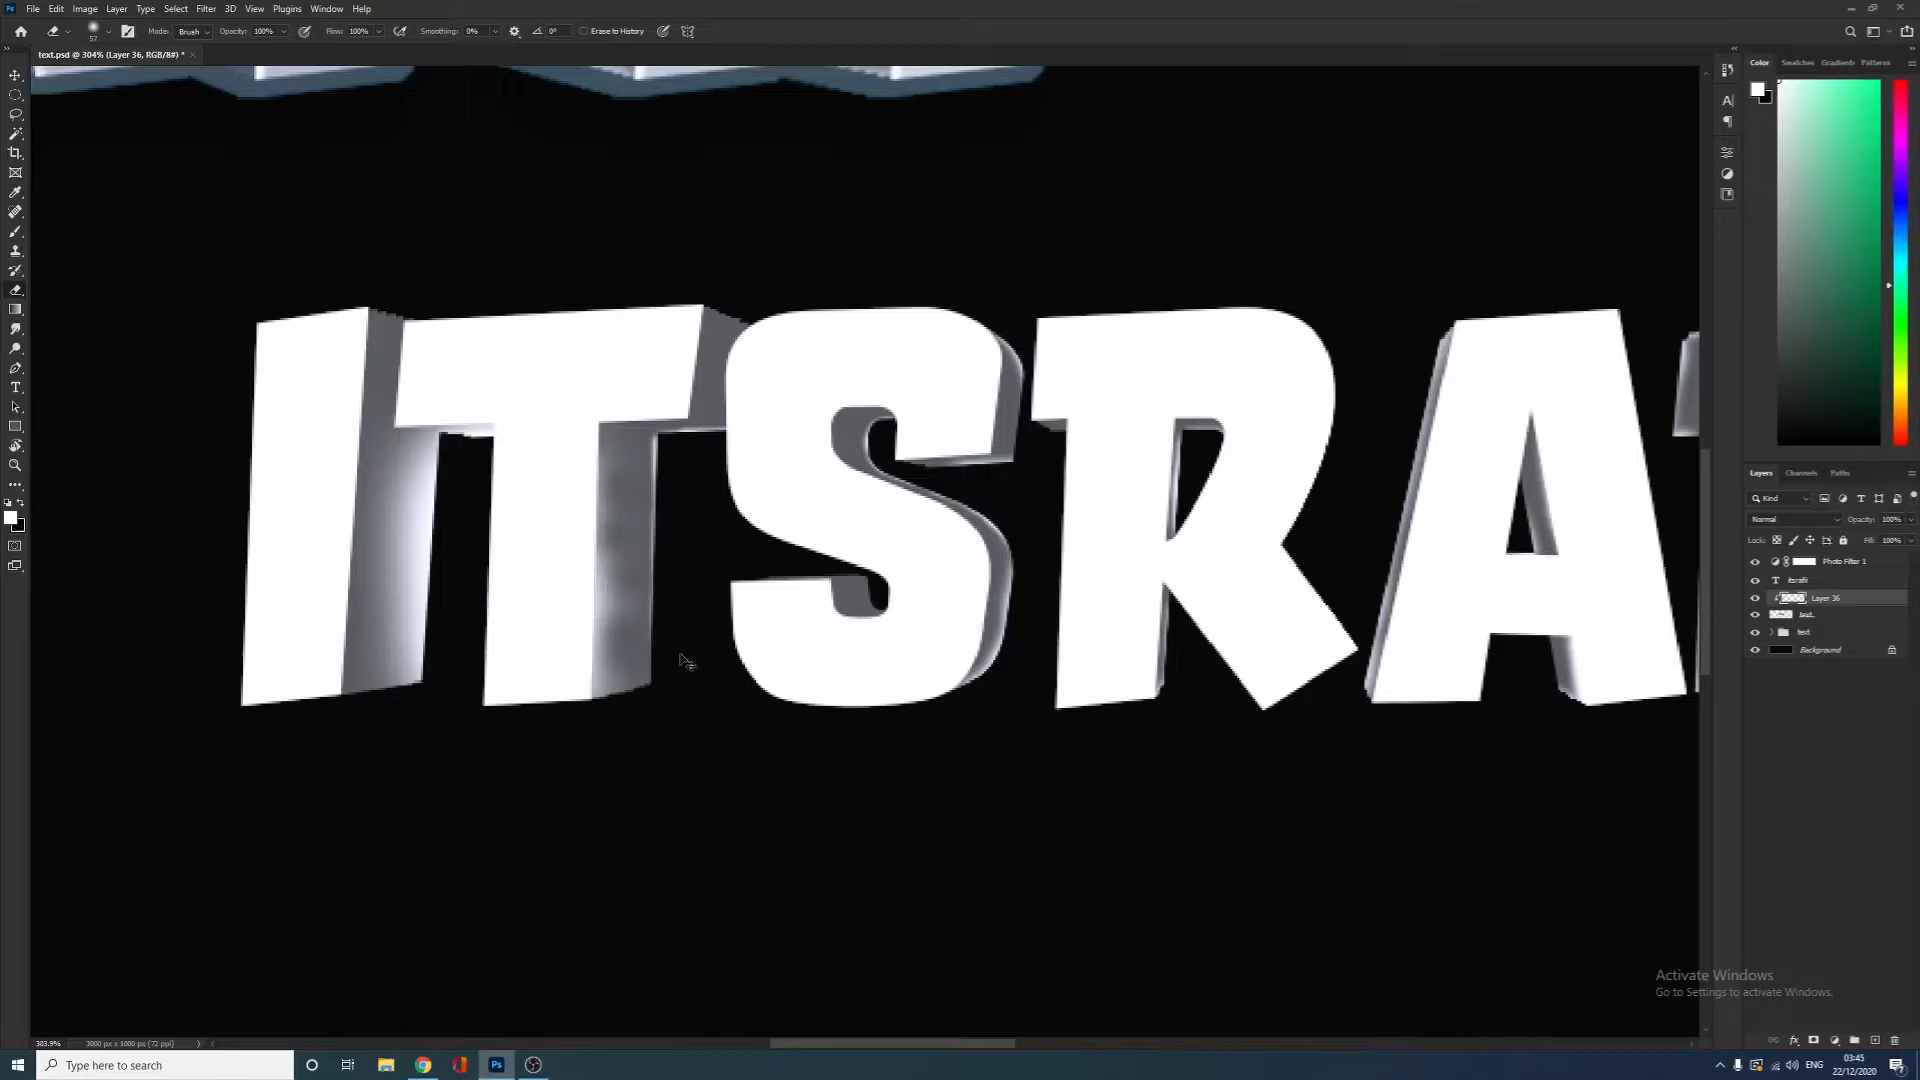 File Edit Image Layer Type Select Filter 3D View Plugins Window Help
57 Mode: Brush Opacity: 100% Flow: 100% Smoothing: 0% 0° Erase to History
text.psd @ 304% (Layer 36, RGB/8#) *
Color Swatches Gradients Patterns
ITSRA
Layers Channels Paths
Kind
Normal Opacity: 100%
Lock: Fill: 100%
Photo Filter 1
Layer 36
text
Background
Activate Windows
Go to Settings to activate Windows.
303.9% 3000 px x 1000 px (72 ppi)
Type here to search
Ps
ENG
03:45
22/12/2020